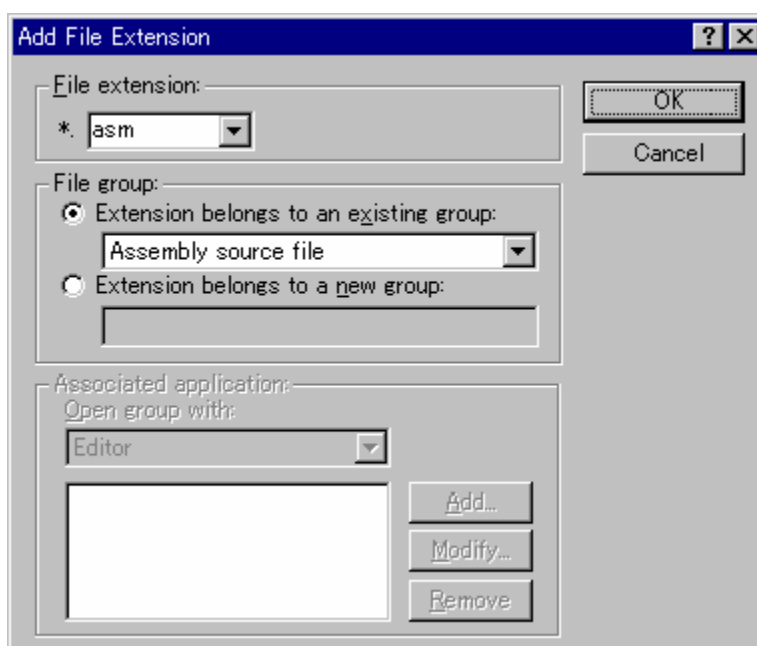 Add File Extension
File extension:
*. asm
OK
Cancel
File group:
Extension belongs to an existing group:
Assembly source file
Extension belongs to a new group:
Associated application:
Open group with:
Editor
Add...
Modify...
Remove